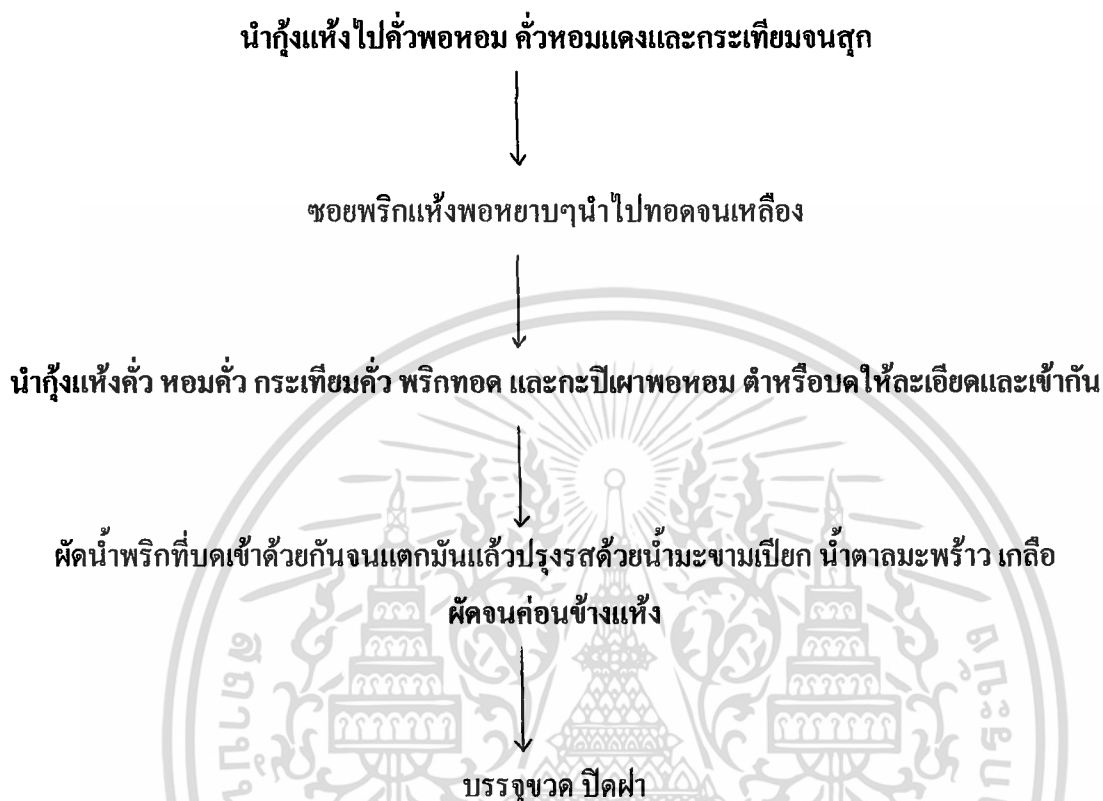 นำกุ้งแห้งไปคั่วพอหอม คั่วหอมแดงและกระเทียมจนสุก
ซอยพริกแห้งพอหยาบๆนำไปทอดจนเหลือง
นำกุ้งแห้งคั่ว หอมคั่ว กระเทียมคั่ว พริกทอด และกะปิเผาพอหอม ตำหรือบดให้ละเอียดและเข้ากัน
ผัดน้ำพริกที่บดเข้าด้วยกันจนแตกมันแล้วปรุงรสด้วยน้ำมะขามเปียก น้ำตาลมะพร้าว เกลือ
ผัดจนค่อนข้างแห้ง
บรรจุขวด ปิดฝา